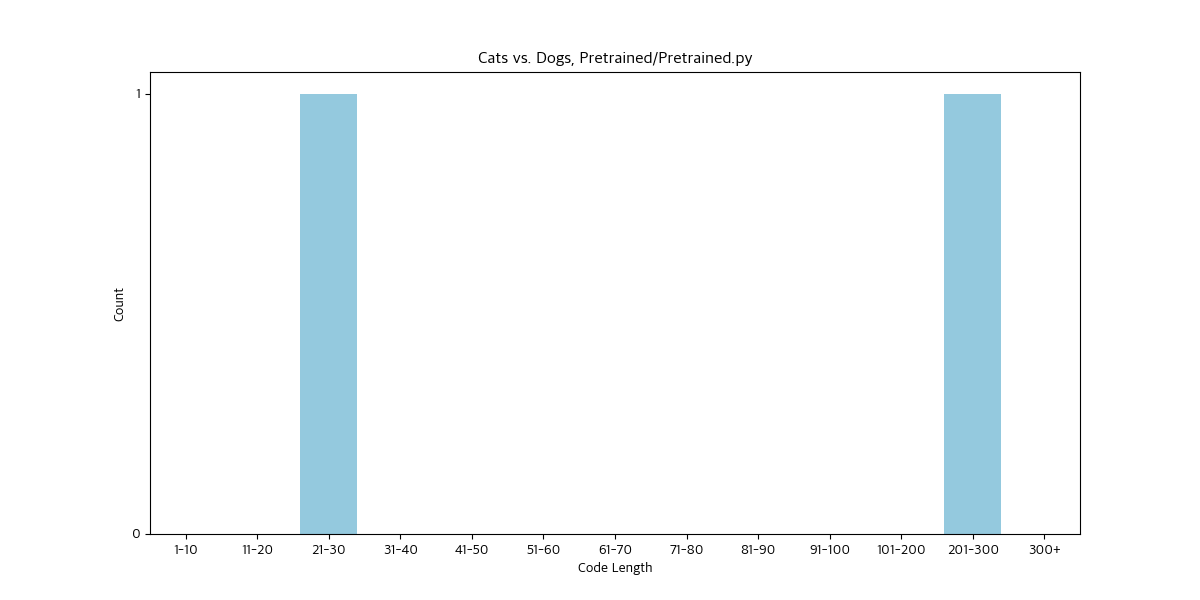 Cats vs. Dogs, Pretrained/Pretrained.py
1
Count
0
1-10 11-20 21-30 31-40 41-50 51-60 61-70 71-80 81-90 91-100 101-200 201-300 300+
Code Length